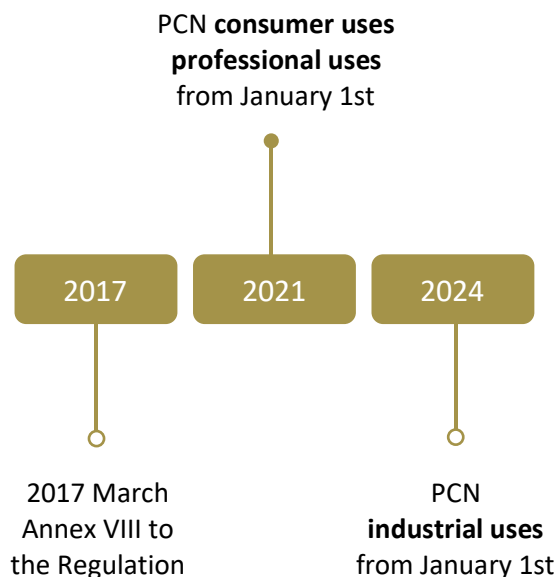 PCN consumer uses
professional uses
from January 1st
2017
2021
2024
2017 March
Annex VIII to
the Regulation
PCN
industrial uses
from January 1st